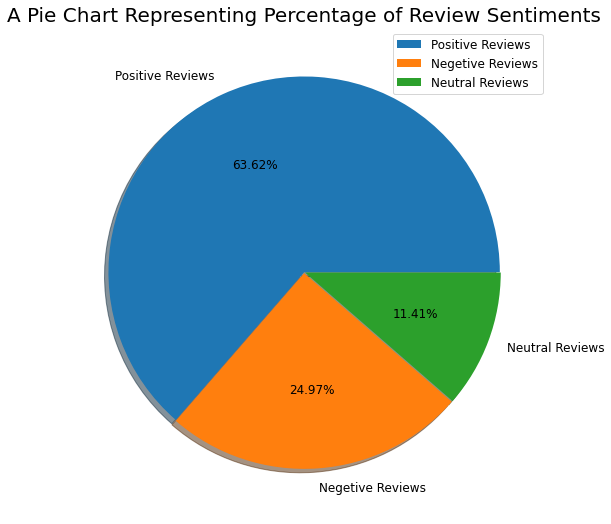 A Pie Chart Representing Percentage of Review Sentiments
Positive Reviews
Negetive Reviews
Neutral Reviews
Positive Reviews
63.62%
11.41%
Neutral Reviews
24.97%
Negetive Reviews